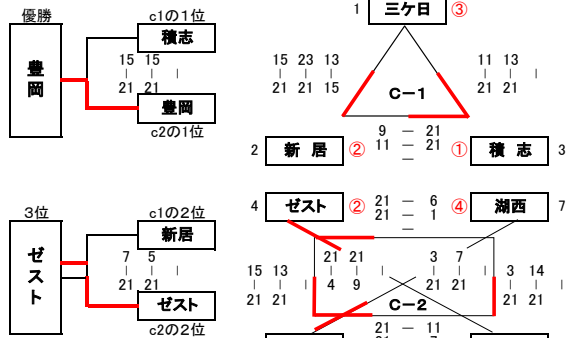 優勝
豊岡
c1の1位
積志
15 15
| | |
21 21
豊岡
c2の1位
3位
ゼスト
c1の2位
新居
7 5
| | |
21 21
ゼスト
c2の2位
1 三ケ日 ③
15 23 13
| | |
21 21 15
11 13
| | |
21 21
C-1
9 — 21
11 — 21
—
2 新居 ②
① 積志 3
4 ゼスト ②
21 — 6
21 — 1
—
④ 湖西 7
15 13
| | |
21 21
21 21
| | |
4 9
3 7
| | |
21 21
3 14
| | |
21 21
C-2
21 — 11